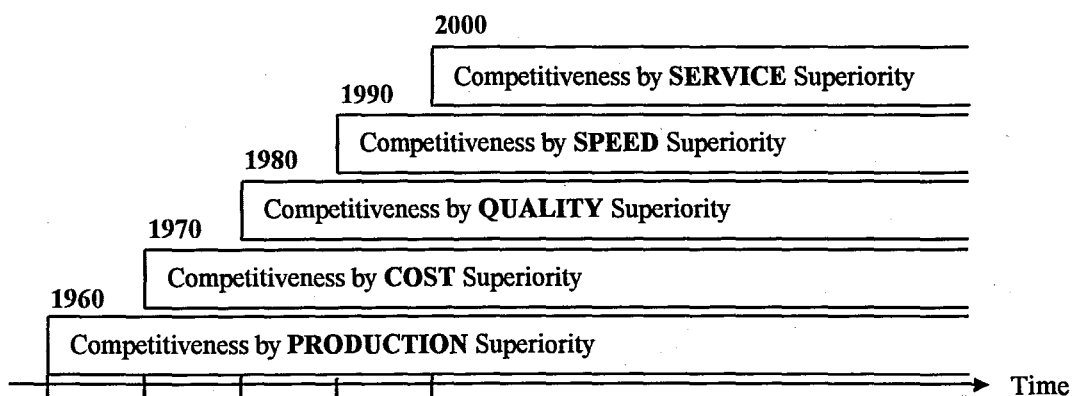 2000
Competitiveness by SERVICE Superiority
1990
Competitiveness by SPEED Superiority
1980
Competitiveness by QUALITY Superiority
1970
Competitiveness by COST Superiority
1960
Competitiveness by PRODUCTION Superiority
Time